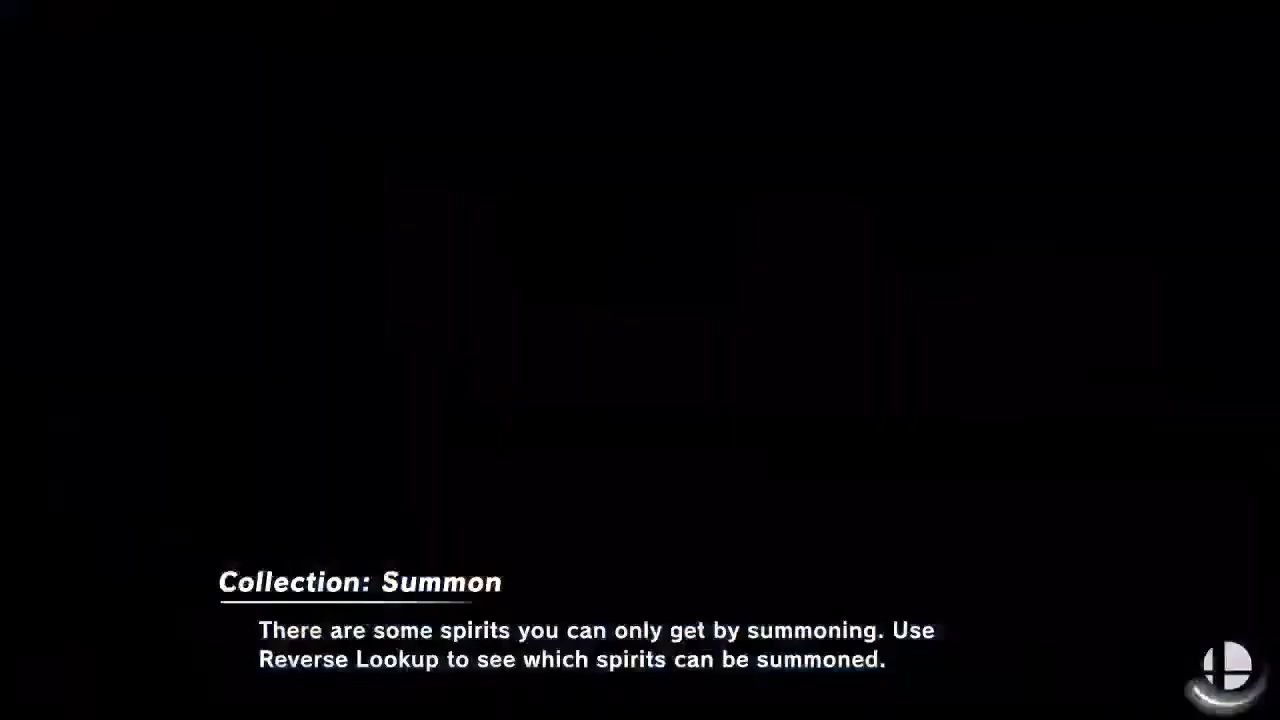 Collection: Summon
There are some spirits you can only get by summoning. Use
Reverse Lookup to see which spirits can be summoned.